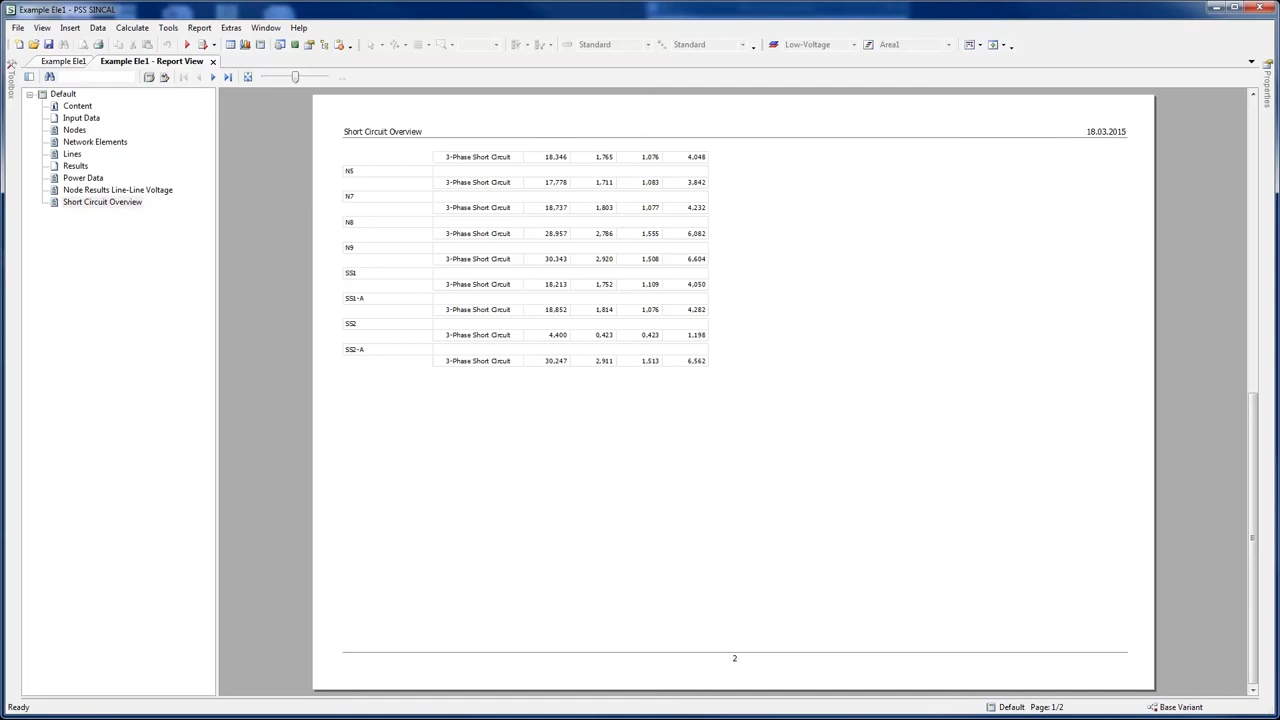 Example Ele1 - PSS SINCAL
File View Insert Data Calculate Tools Report Extras Window Help
Standard Standard Low-Voltage Area1
Example Ele1 Example Ele1 - Report View
Toolbox
Properties
Default
Content
Input Data
Nodes
Network Elements
Lines
Results
Power Data
Node Results Line-Line Voltage
Short Circuit Overview
Short Circuit Overview 18.03.2015
3-Phase Short Circuit 18,346 1,765 1,076 4,048
N5
3-Phase Short Circuit 17,778 1,711 1,083 3,842
N7
3-Phase Short Circuit 18,737 1,803 1,077 4,232
N8
3-Phase Short Circuit 28,957 2,786 1,555 6,082
N9
3-Phase Short Circuit 30,343 2,920 1,508 6,604
SS1
3-Phase Short Circuit 18,213 1,752 1,109 4,050
SS1-A
3-Phase Short Circuit 18,852 1,814 1,076 4,282
SS2
3-Phase Short Circuit 4,400 0,423 0,423 1,198
SS2-A
3-Phase Short Circuit 30,247 2,911 1,513 6,562
2
Ready Default Page: 1/2 Base Variant